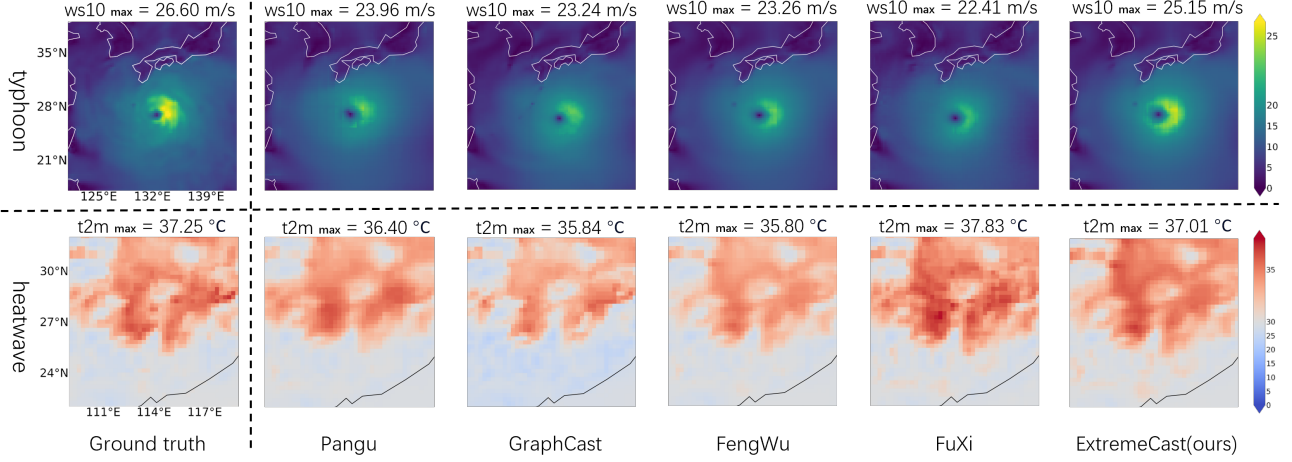 ws10 max = 26.60 m/s
ws10 max = 23.96 m/s
ws10 max = 23.24 m/s
ws10 max = 23.26 m/s
ws10 max = 22.41 m/s
ws10 max = 25.15 m/s
typhoon
35°N
28°N
21°N
125°E 132°E 139°E
25
20
15
10
5
0
t2m max = 37.25 °C
t2m max = 36.40 °C
t2m max = 35.84 °C
t2m max = 35.80 °C
t2m max = 37.83 °C
t2m max = 37.01 °C
heatwave
30°N
27°N
24°N
111°E 114°E 117°E
35
30
25
20
15
10
5
0
Ground truth
Pangu
GraphCast
FengWu
FuXi
ExtremeCast(ours)